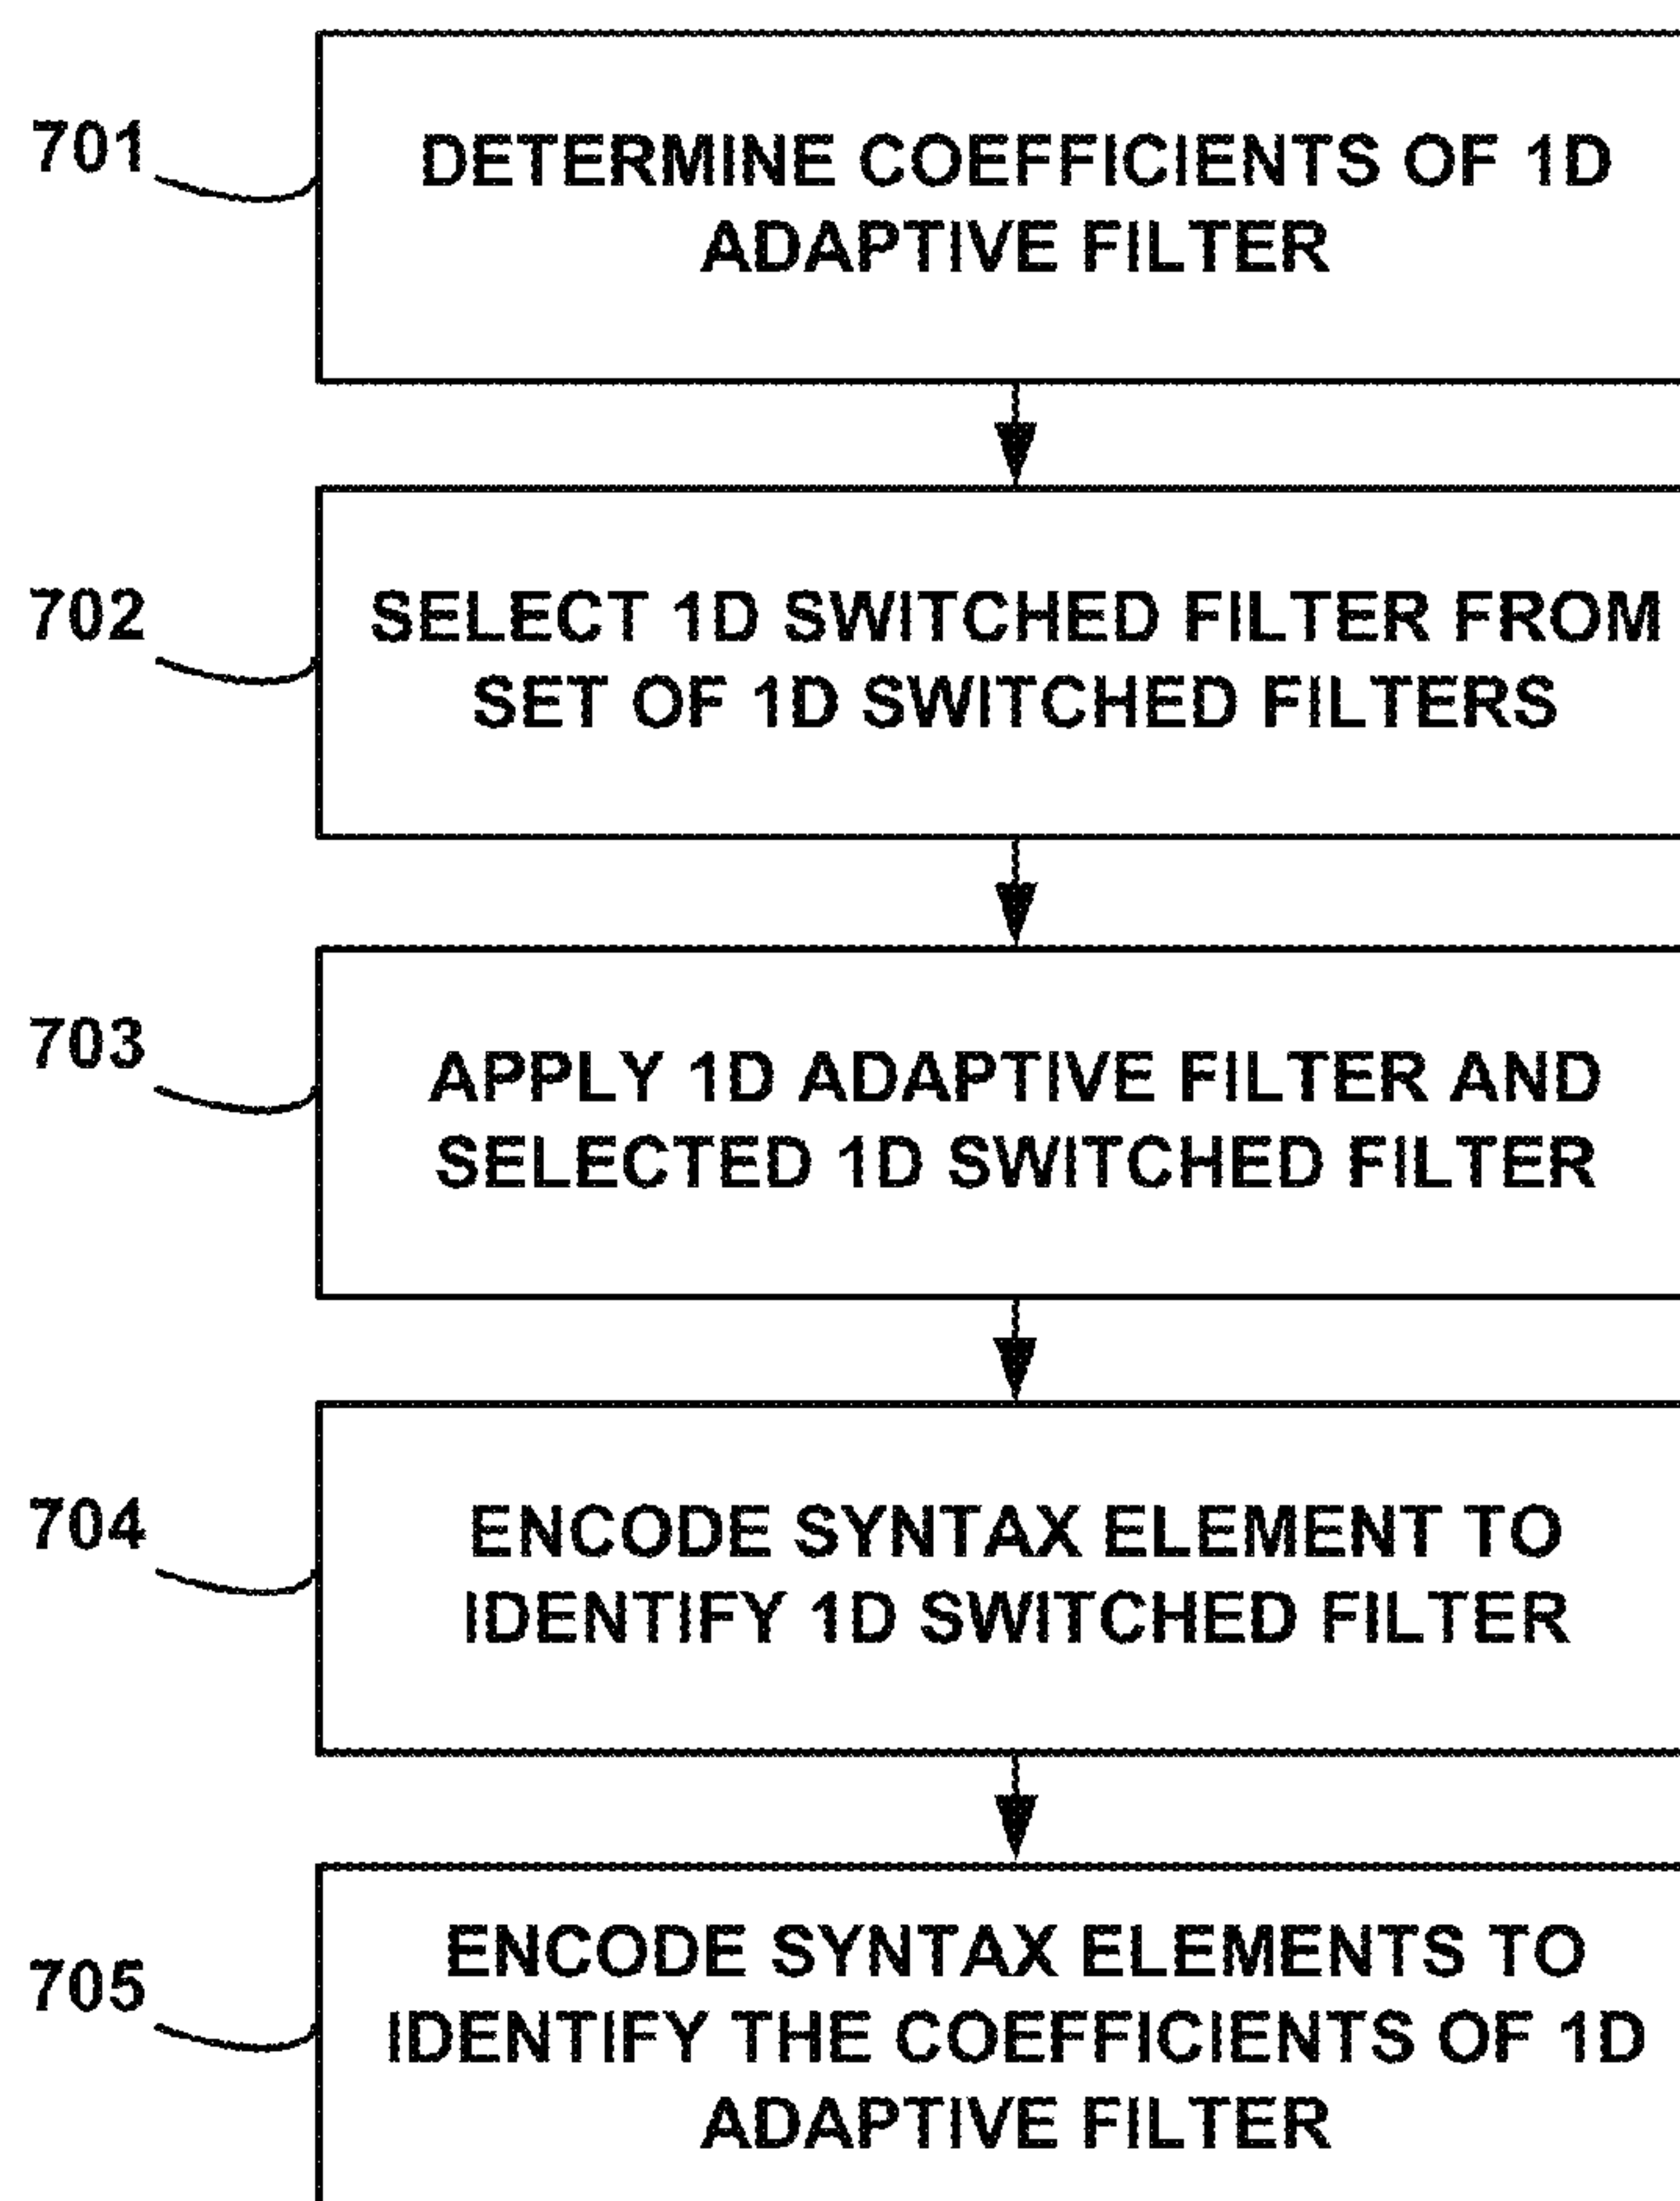 701
DETERMINE COEFFICIENTS OF 1D
ADAPTIVE FILTER
702
SELECT 1D SWITCHED FILTER FROM
SET OF 1D SWITCHED FILTERS
703
APPLY 1D ADAPTIVE FILTER AND
SELECTED 1D SWITCHED FILTER
704
ENCODE SYNTAX ELEMENT TO
IDENTIFY 1D SWITCHED FILTER
705
ENCODE SYNTAX ELEMENTS TO
IDENTIFY THE COEFFICIENTS OF 1D
ADAPTIVE FILTER